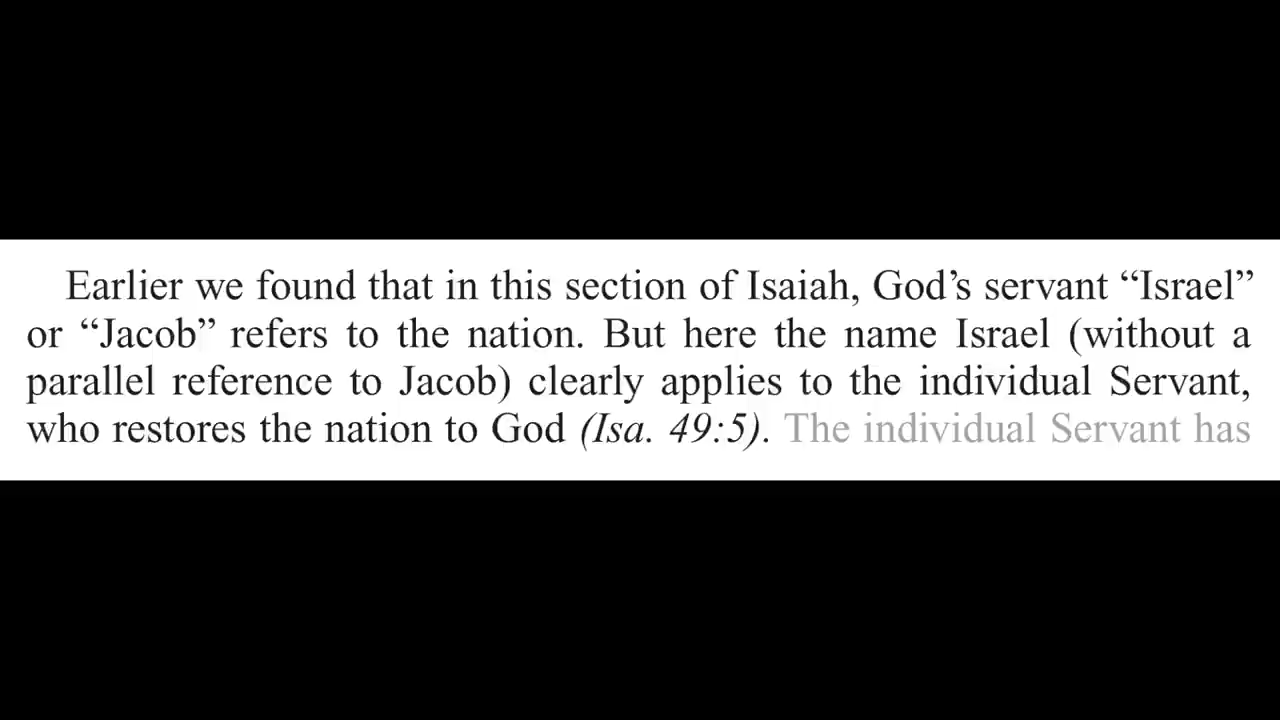 Earlier we found that in this section of Isaiah, God’s servant “Israel”
or “Jacob” refers to the nation. But here the name Israel (without a
parallel reference to Jacob) clearly applies to the individual Servant,
who restores the nation to God (Isa. 49:5). The individual Servant has